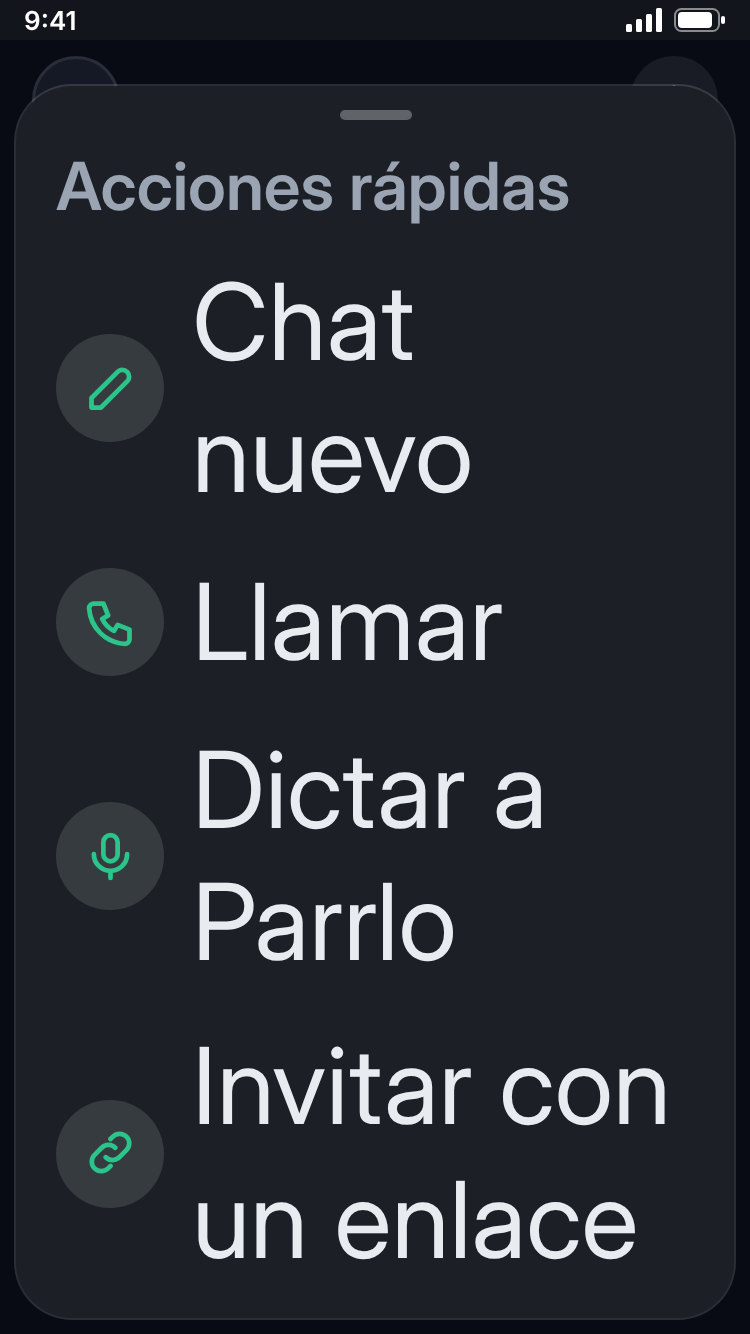 9:41
Acciones rápidas
Chat
nuevo
Llamar
Dictar a
Parrlo
Invitar con
un enlace